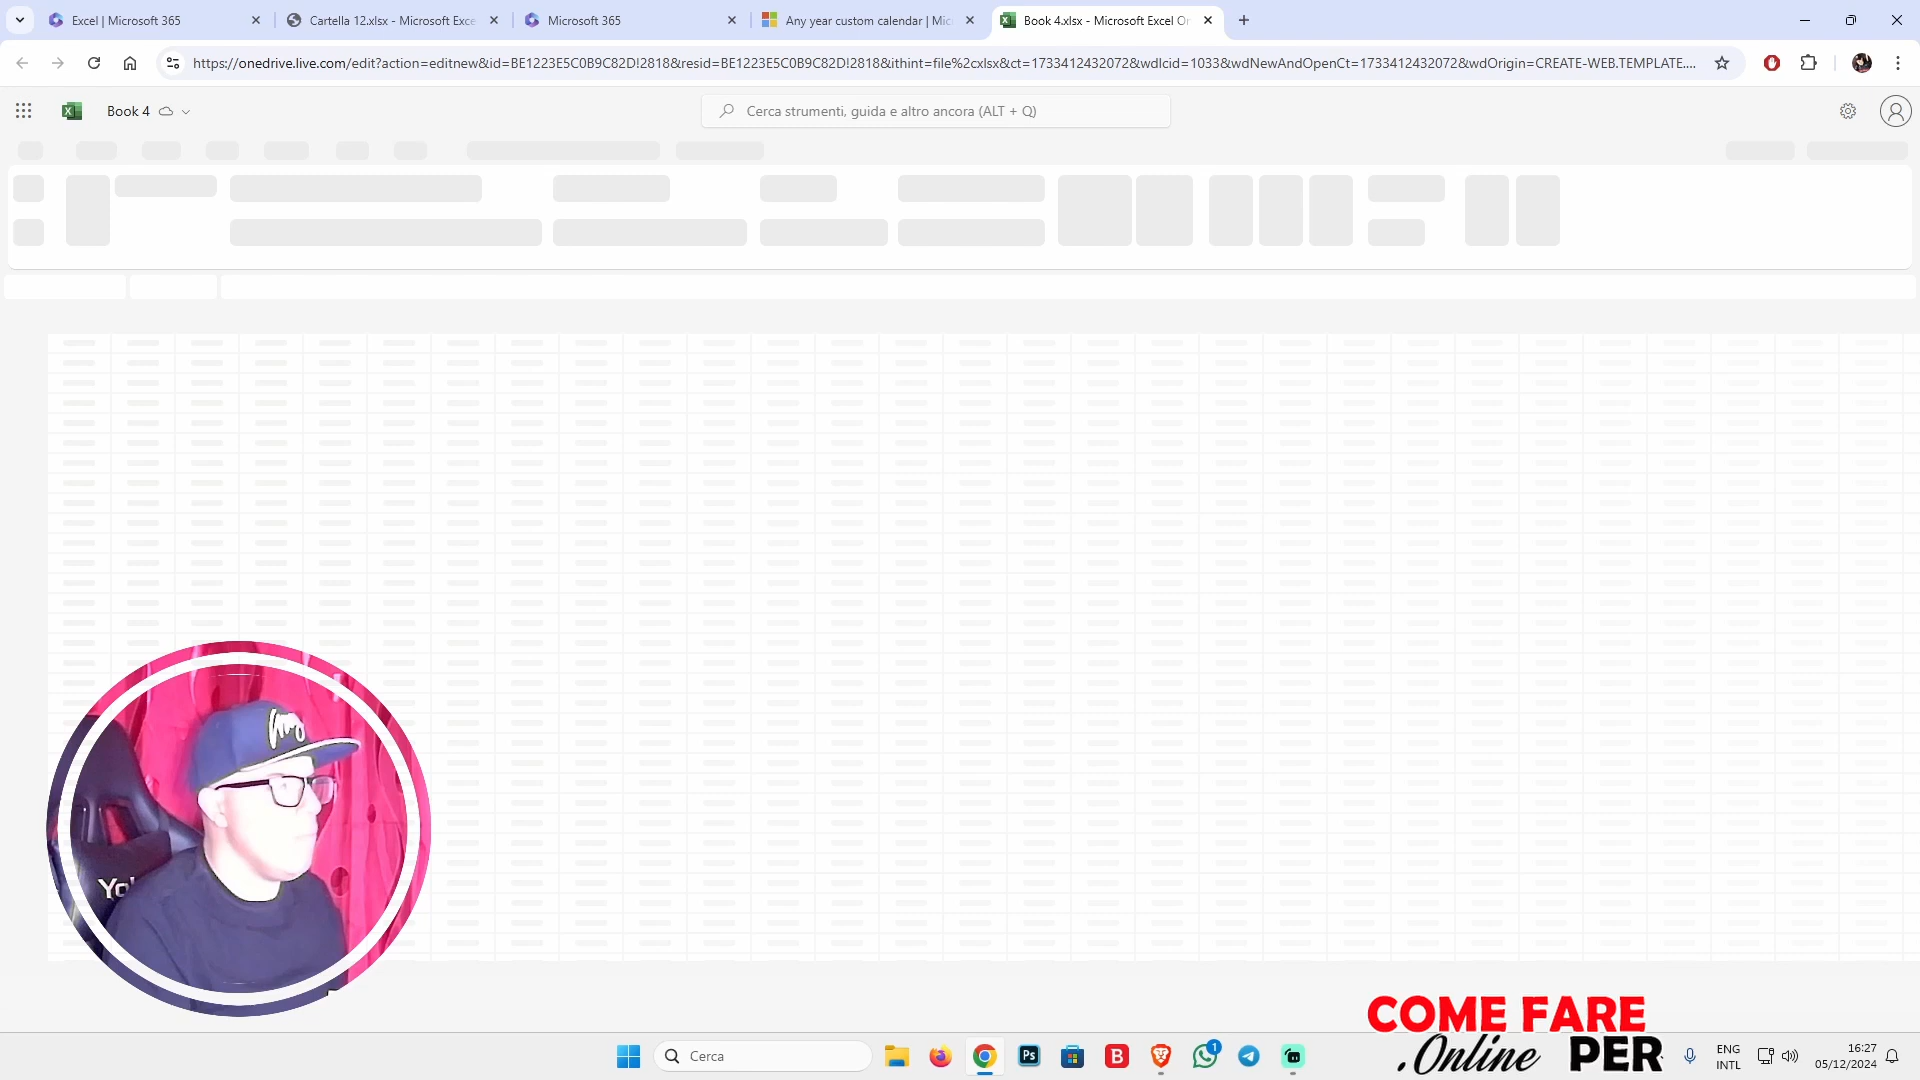 Excel | Microsoft 365
Cartella 12.xlsx - Microsoft Exce
Microsoft 365
Any year custom calendar | Mic
Book 4.xlsx - Microsoft Excel On
https://onedrive.live.com/edit?action=editnew&id=BE1223E5C0B9C82D!2818&resid=BE1223E5C0B9C82D!2818&ithint=file%2cxlsx&ct=1733412432072&wdlcid=1033&wdNewAndOpenCt=1733412432072&wdOrigin=CREATE-WEB.TEMPLATE....
Book 4
Cerca strumenti, guida e altro ancora (ALT + Q)
COME FARE
.Online PER
Cerca
Ps
B
1
ENG
INTL
16:27
05/12/2024